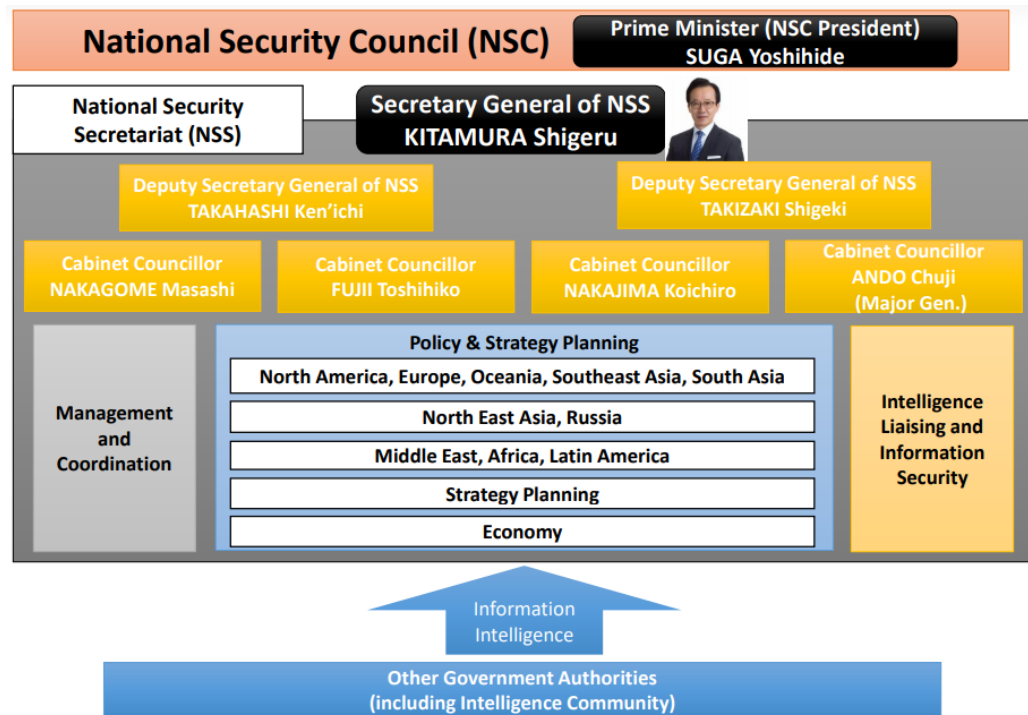 National Security Council (NSC)
Prime Minister (NSC President)
SUGA Yoshihide
National Security
Secretariat (NSS)
Secretary General of NSS
KITAMURA Shigeru
Deputy Secretary General of NSS
TAKAHASHI Ken’ichi
Deputy Secretary General of NSS
TAKIZAKI Shigeki
Cabinet Councillor
NAKAGOME Masashi
Cabinet Councillor
FUJII Toshihiko
Cabinet Councillor
NAKAJIMA Koichiro
Cabinet Councillor
ANDO Chuji
(Major Gen.)
Management
and
Coordination
Policy & Strategy Planning
North America, Europe, Oceania, Southeast Asia, South Asia
North East Asia, Russia
Middle East, Africa, Latin America
Strategy Planning
Economy
Intelligence
Liaising and
Information
Security
Information
Intelligence
Other Government Authorities
(including Intelligence Community)